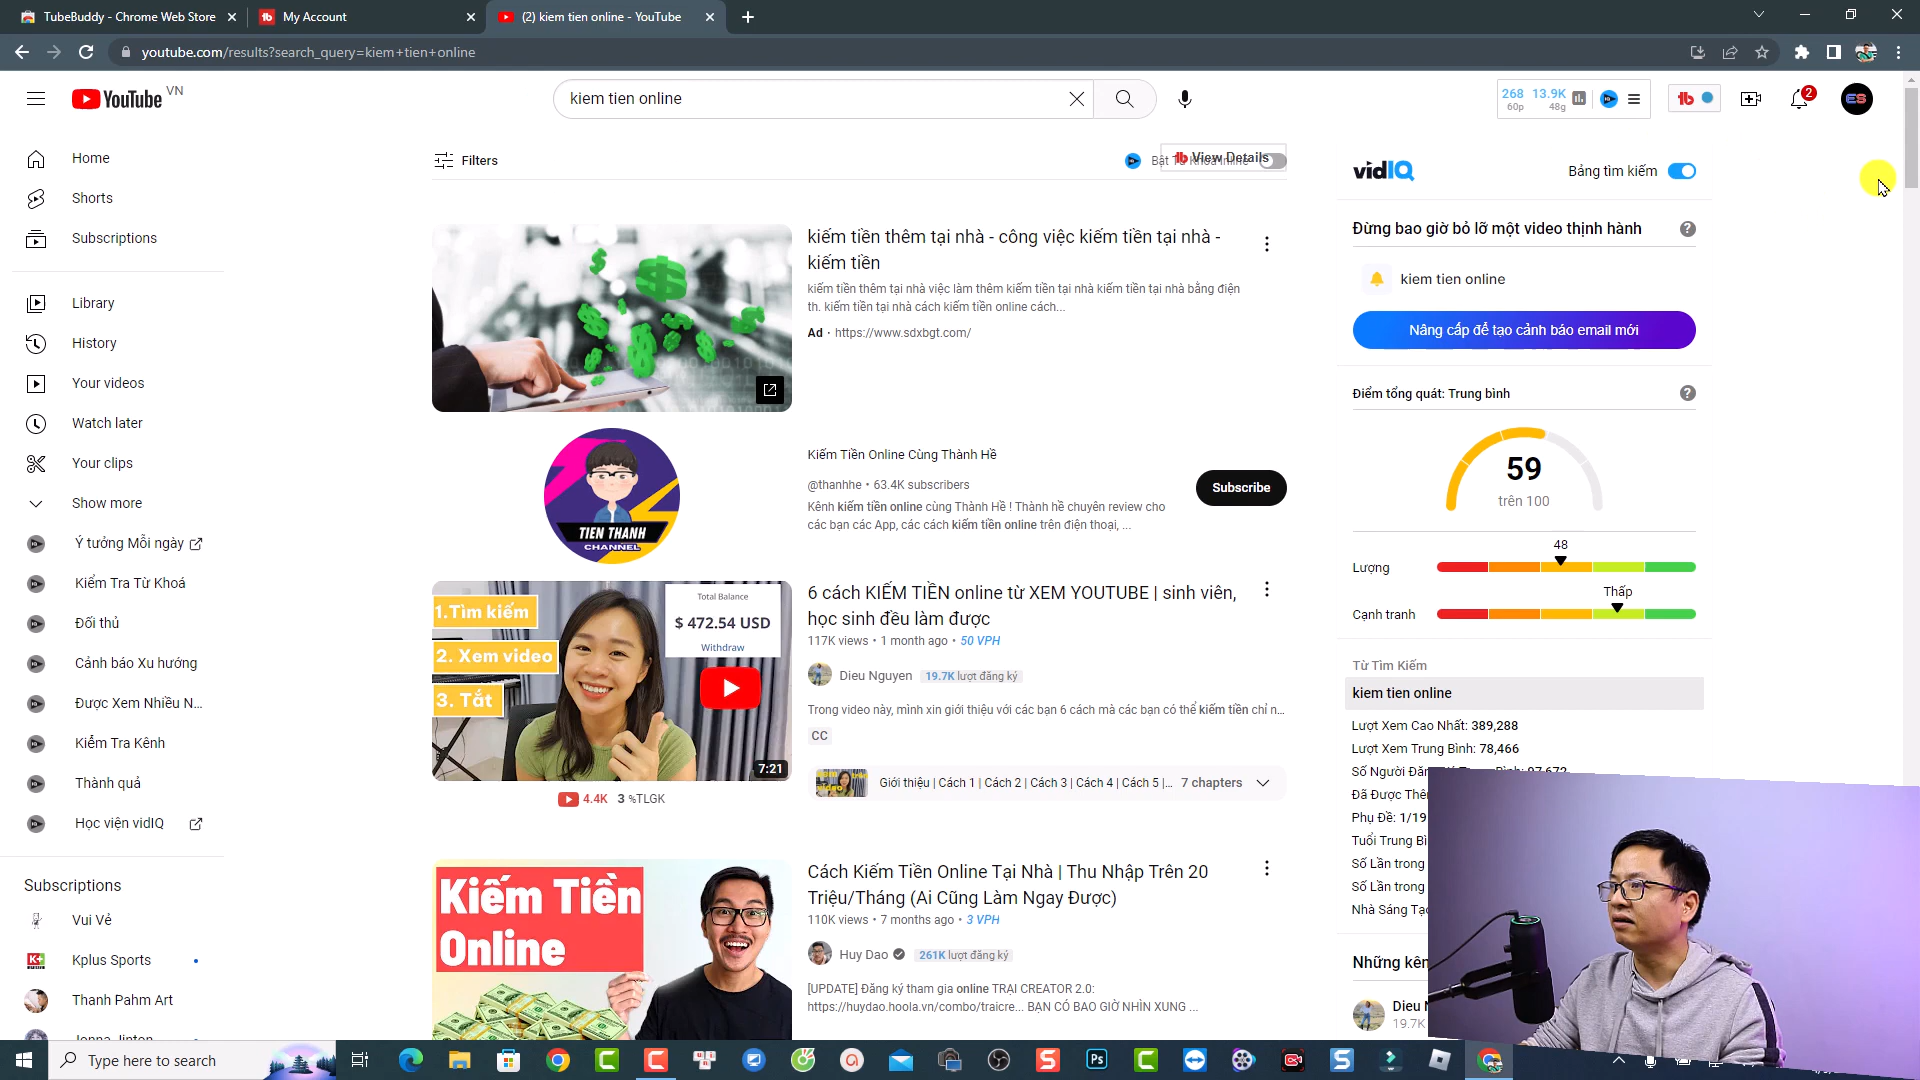 TubeBuddy - Chrome Web Store
My Account
(2) kiem tien online - YouTube
youtube.com/results?search_query=kiem+tien+online
YouTube VN
kiem tien online
268 13.9K
60p 48g
2
ES
Home
Shorts
Subscriptions
Library
History
Your videos
Watch later
Your clips
Show more
Ý tưởng Mỗi ngày
Kiểm Tra Từ Khoá
Đối thủ
Cảnh báo Xu hướng
Được Xem Nhiều N...
Kiểm Tra Kênh
Thành quả
Học viện vidIQ
Subscriptions
Vui Vẻ
Kplus Sports
Thanh Pahm Art
Filters
View Details
kiếm tiền thêm tại nhà - công việc kiếm tiền tại nhà -
kiếm tiền
kiếm tiền thêm tại nhà việc làm thêm kiếm tiền tại nhà kiếm tiền tại nhà bằng điện
th. kiếm tiền tại nhà cách kiếm tiền online cách...
Ad · https://www.sdxbgt.com/
TIEN THANH
CHANNEL
Kiếm Tiền Online Cùng Thành Hề
@thanhhe • 63.4K subscribers
Kênh kiếm tiền online cùng Thành Hề ! Thành hề chuyên review cho
các bạn các App, các cách kiếm tiền online trên điện thoại, ...
Subscribe
1.Tìm kiếm
2. Xem video
3. Tắt
Total Balance
$ 472.54 USD
Withdraw
7:21
4.4K 3 %TLGK
6 cách KIẾM TIỀN online từ XEM YOUTUBE | sinh viên,
học sinh đều làm được
117K views • 1 month ago • 50 VPH
Dieu Nguyen 19.7K lượt đăng ký
Trong video này, mình xin giới thiệu với các bạn 6 cách mà các bạn có thể kiếm tiền chỉ n...
CC
Giới thiệu | Cách 1 | Cách 2 | Cách 3 | Cách 4 | Cách 5 |... 7 chapters
Kiếm Tiền
Online
Cách Kiếm Tiền Online Tại Nhà | Thu Nhập Trên 20
Triệu/Tháng (Ai Cũng Làm Ngay Được)
110K views • 7 months ago • 3 VPH
Huy Dao 261K lượt đăng ký
[UPDATE] Đăng ký tham gia online TRẠI CREATOR 2.0:
https://huydao.hoola.vn/combo/traicre... BẠN CÓ BAO GIỜ NHÌN XUNG ...
vidIQ
Bảng tìm kiếm
Đừng bao giờ bỏ lỡ một video thịnh hành
kiem tien online
Nâng cấp để tạo cảnh báo email mới
Điểm tổng quát: Trung bình
59
trên 100
48
Lượng
Thấp
Cạnh tranh
Từ Tìm Kiếm
kiem tien online
Lượt Xem Cao Nhất: 389,288
Lượt Xem Trung Bình: 78,466
Phụ Đề: 1/19
Tuổi Trung
Số Lần trong
Số Lần trong
Nhà Sáng
Những
Dieu
19.7K
Type here to search